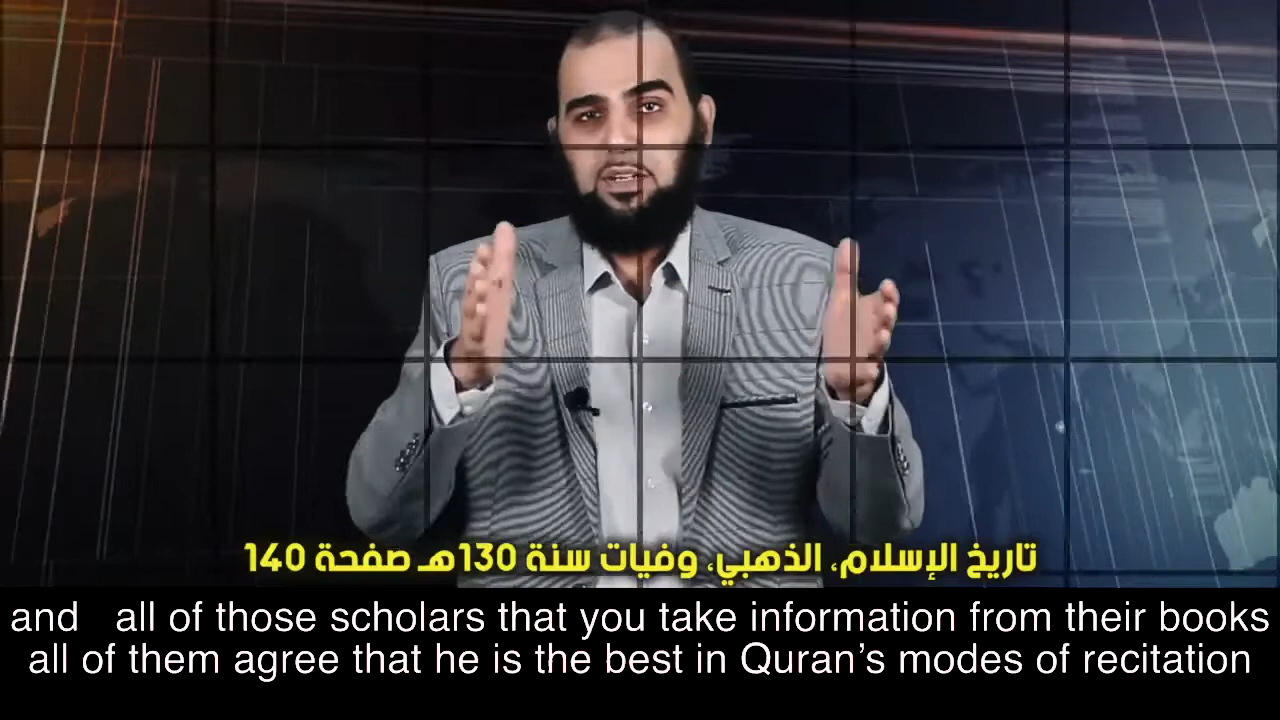 تاريخ الإسلام، الذهبي، وفيات سنة 130هـ صفحة 140
and all of those scholars that you take information from their books
all of them agree that he is the best in Quran's modes of recitation